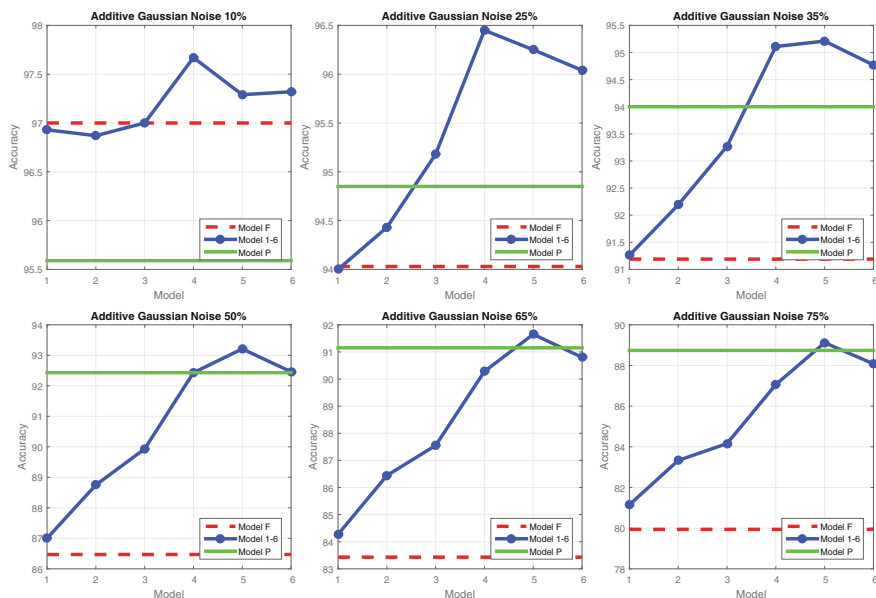 Additive Gaussian Noise 10%
98
97.5
97
96.5
96
95.5
Accuracy
1 2 3 4 5 6
Model
Model F
Model 1-6
Model P
Additive Gaussian Noise 25%
96.5
96
95.5
95
94.5
94
Accuracy
1 2 3 4 5 6
Model
Model F
Model 1-6
Model P
Additive Gaussian Noise 35%
95.5
95
94.5
94
93.5
93
92.5
92
91.5
91
Accuracy
1 2 3 4 5 6
Model
Model F
Model 1-6
Model P
Additive Gaussian Noise 50%
94
93
92
91
90
89
88
87
86
Accuracy
1 2 3 4 5 6
Model
Model F
Model 1-6
Model P
Additive Gaussian Noise 65%
92
91
90
89
88
87
86
85
84
83
Accuracy
1 2 3 4 5 6
Model
Model F
Model 1-6
Model P
Additive Gaussian Noise 75%
90
88
86
84
82
80
78
Accuracy
1 2 3 4 5 6
Model
Model F
Model 1-6
Model P